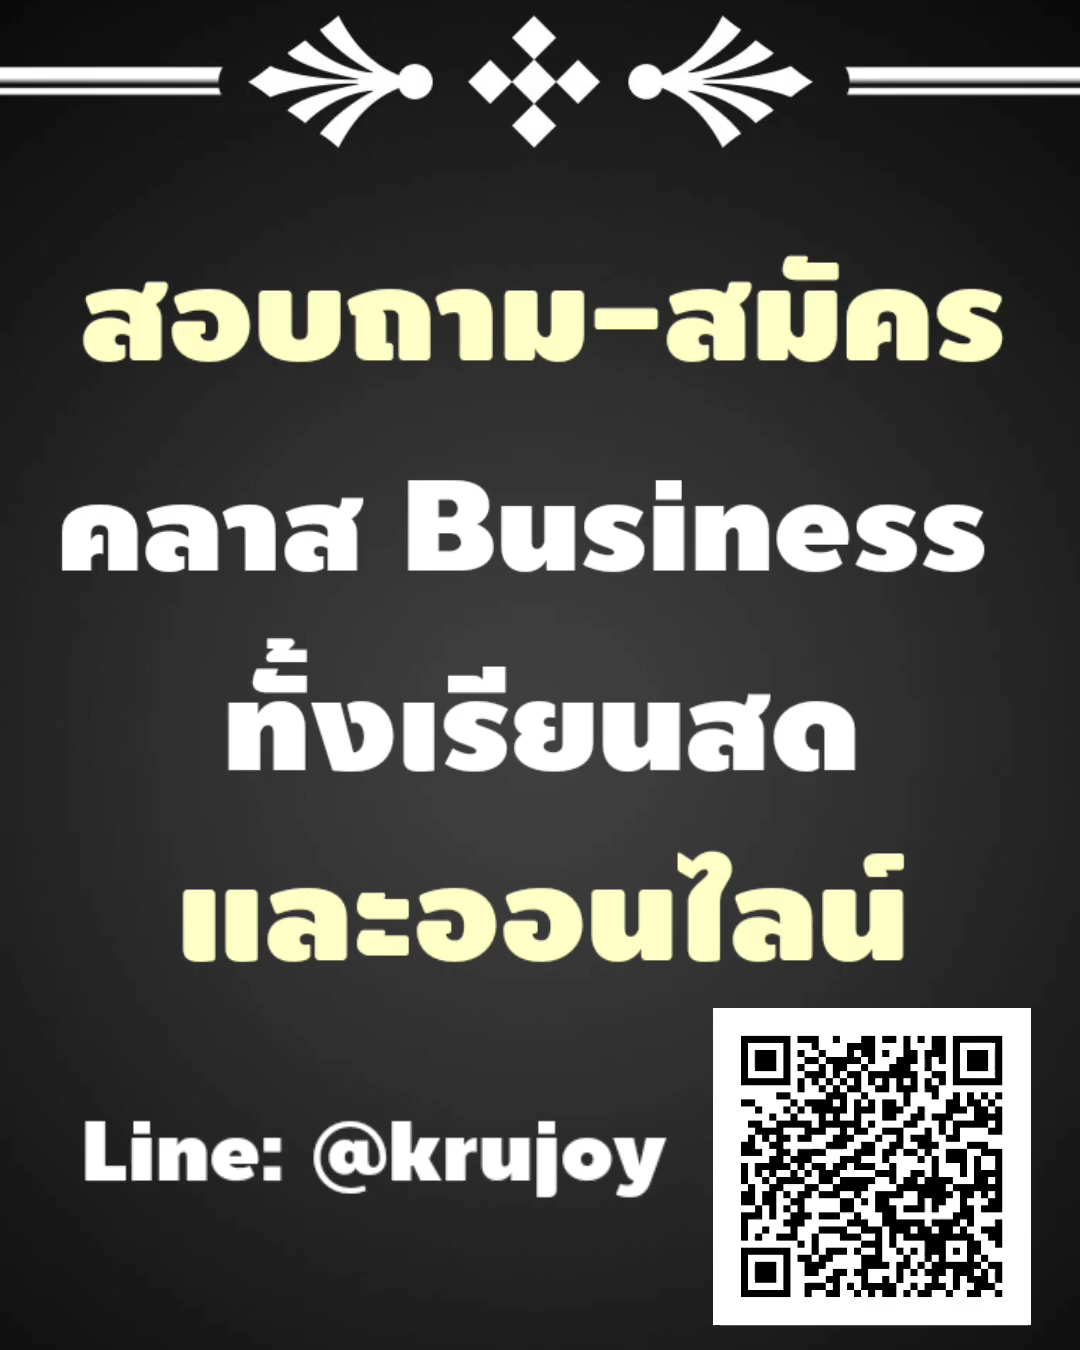 สอบถาม-สมัคร
คลาส Business
ทั้งเรียนสด
และออนไลน์
Line: @krujoy